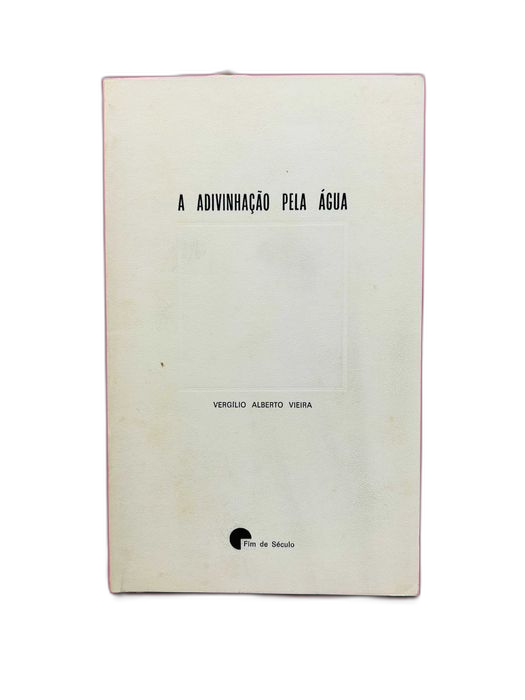 A ADIVINHAÇÃO PELA ÁGUA
VERGÍLIO ALBERTO VIEIRA
Fim de Século